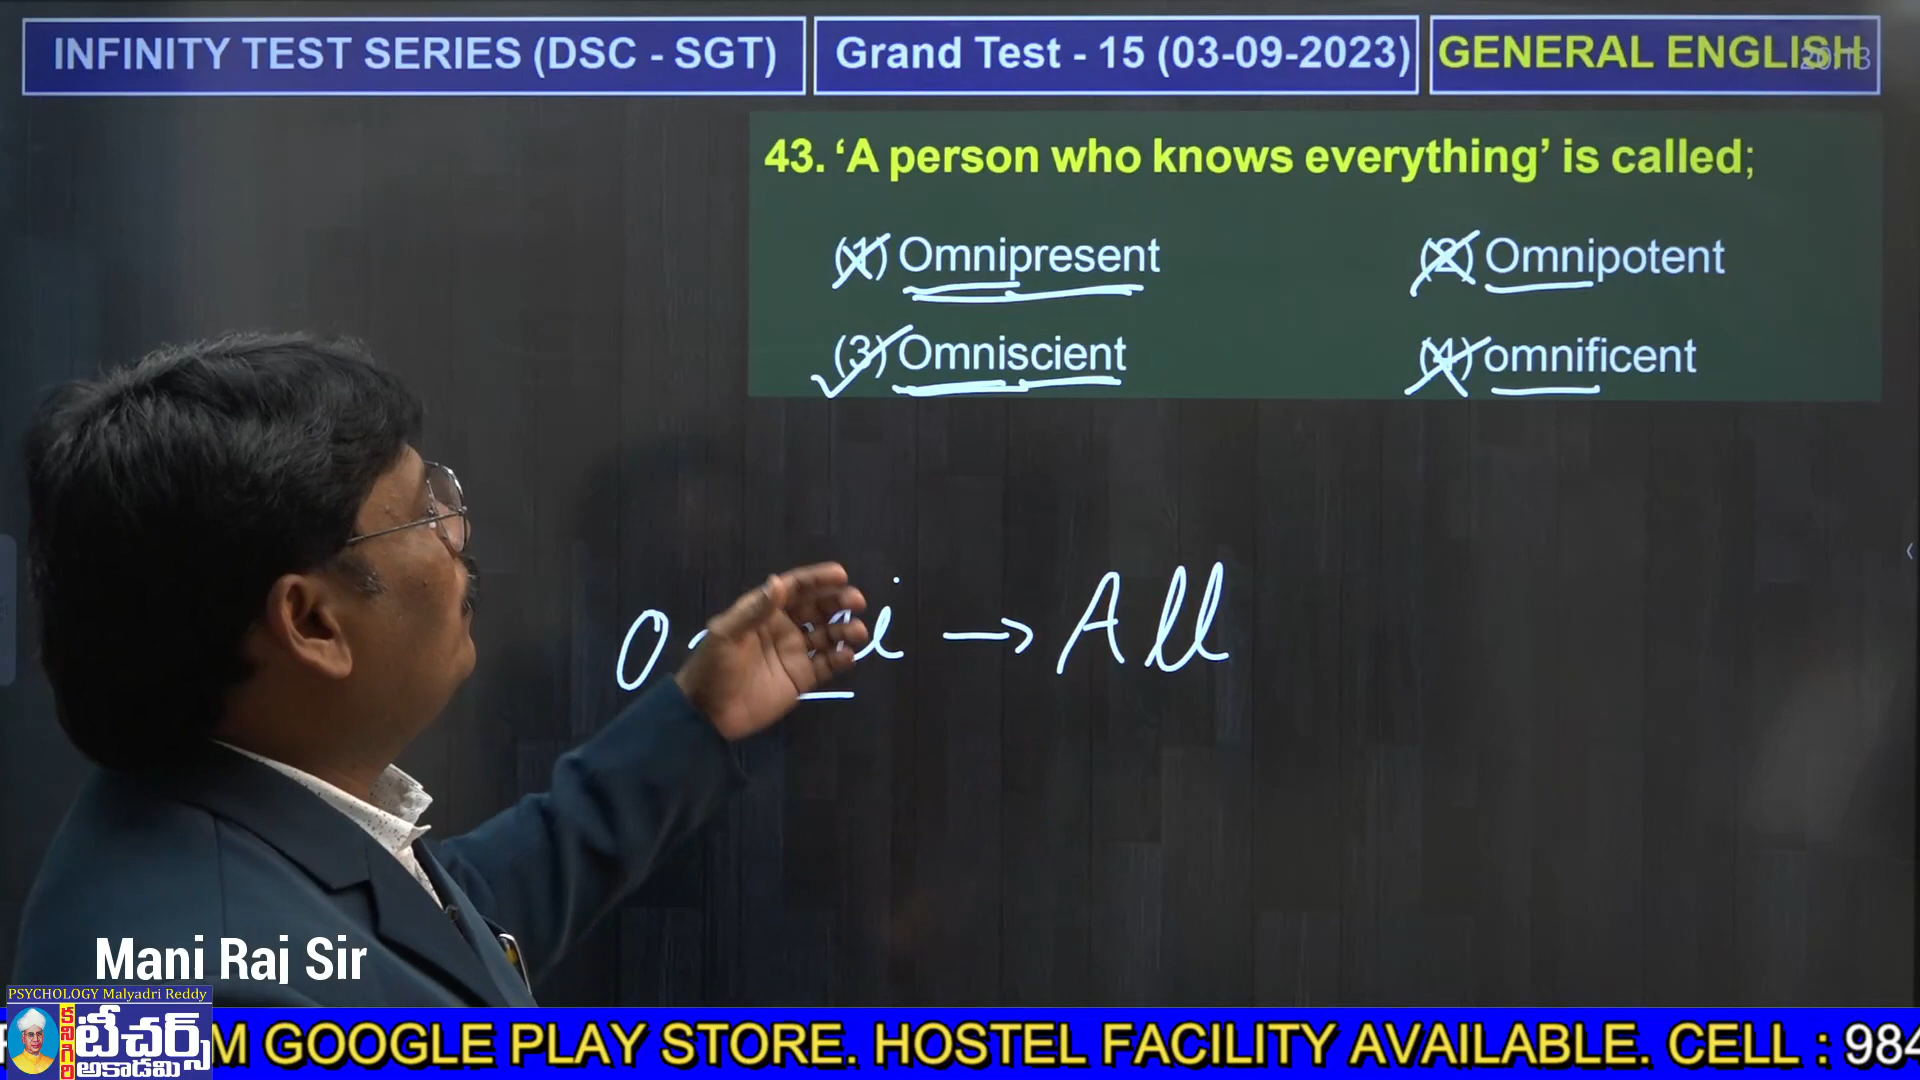 INFINITY TEST SERIES (DSC - SGT)
Grand Test - 15 (03-09-2023)
GENERAL ENGLISH
43. ‘A person who knows everything’ is called;
(1) Omnipresent
(2) Omnipotent
(3) Omniscient
(4) omnificent
→ All
Mani Raj Sir
PSYCHOLOGY Malyadri Reddy
కనిగిరి
టీచర్స్
అకాడమి
M GOOGLE PLAY STORE. HOSTEL FACILITY AVAILABLE. CELL : 984